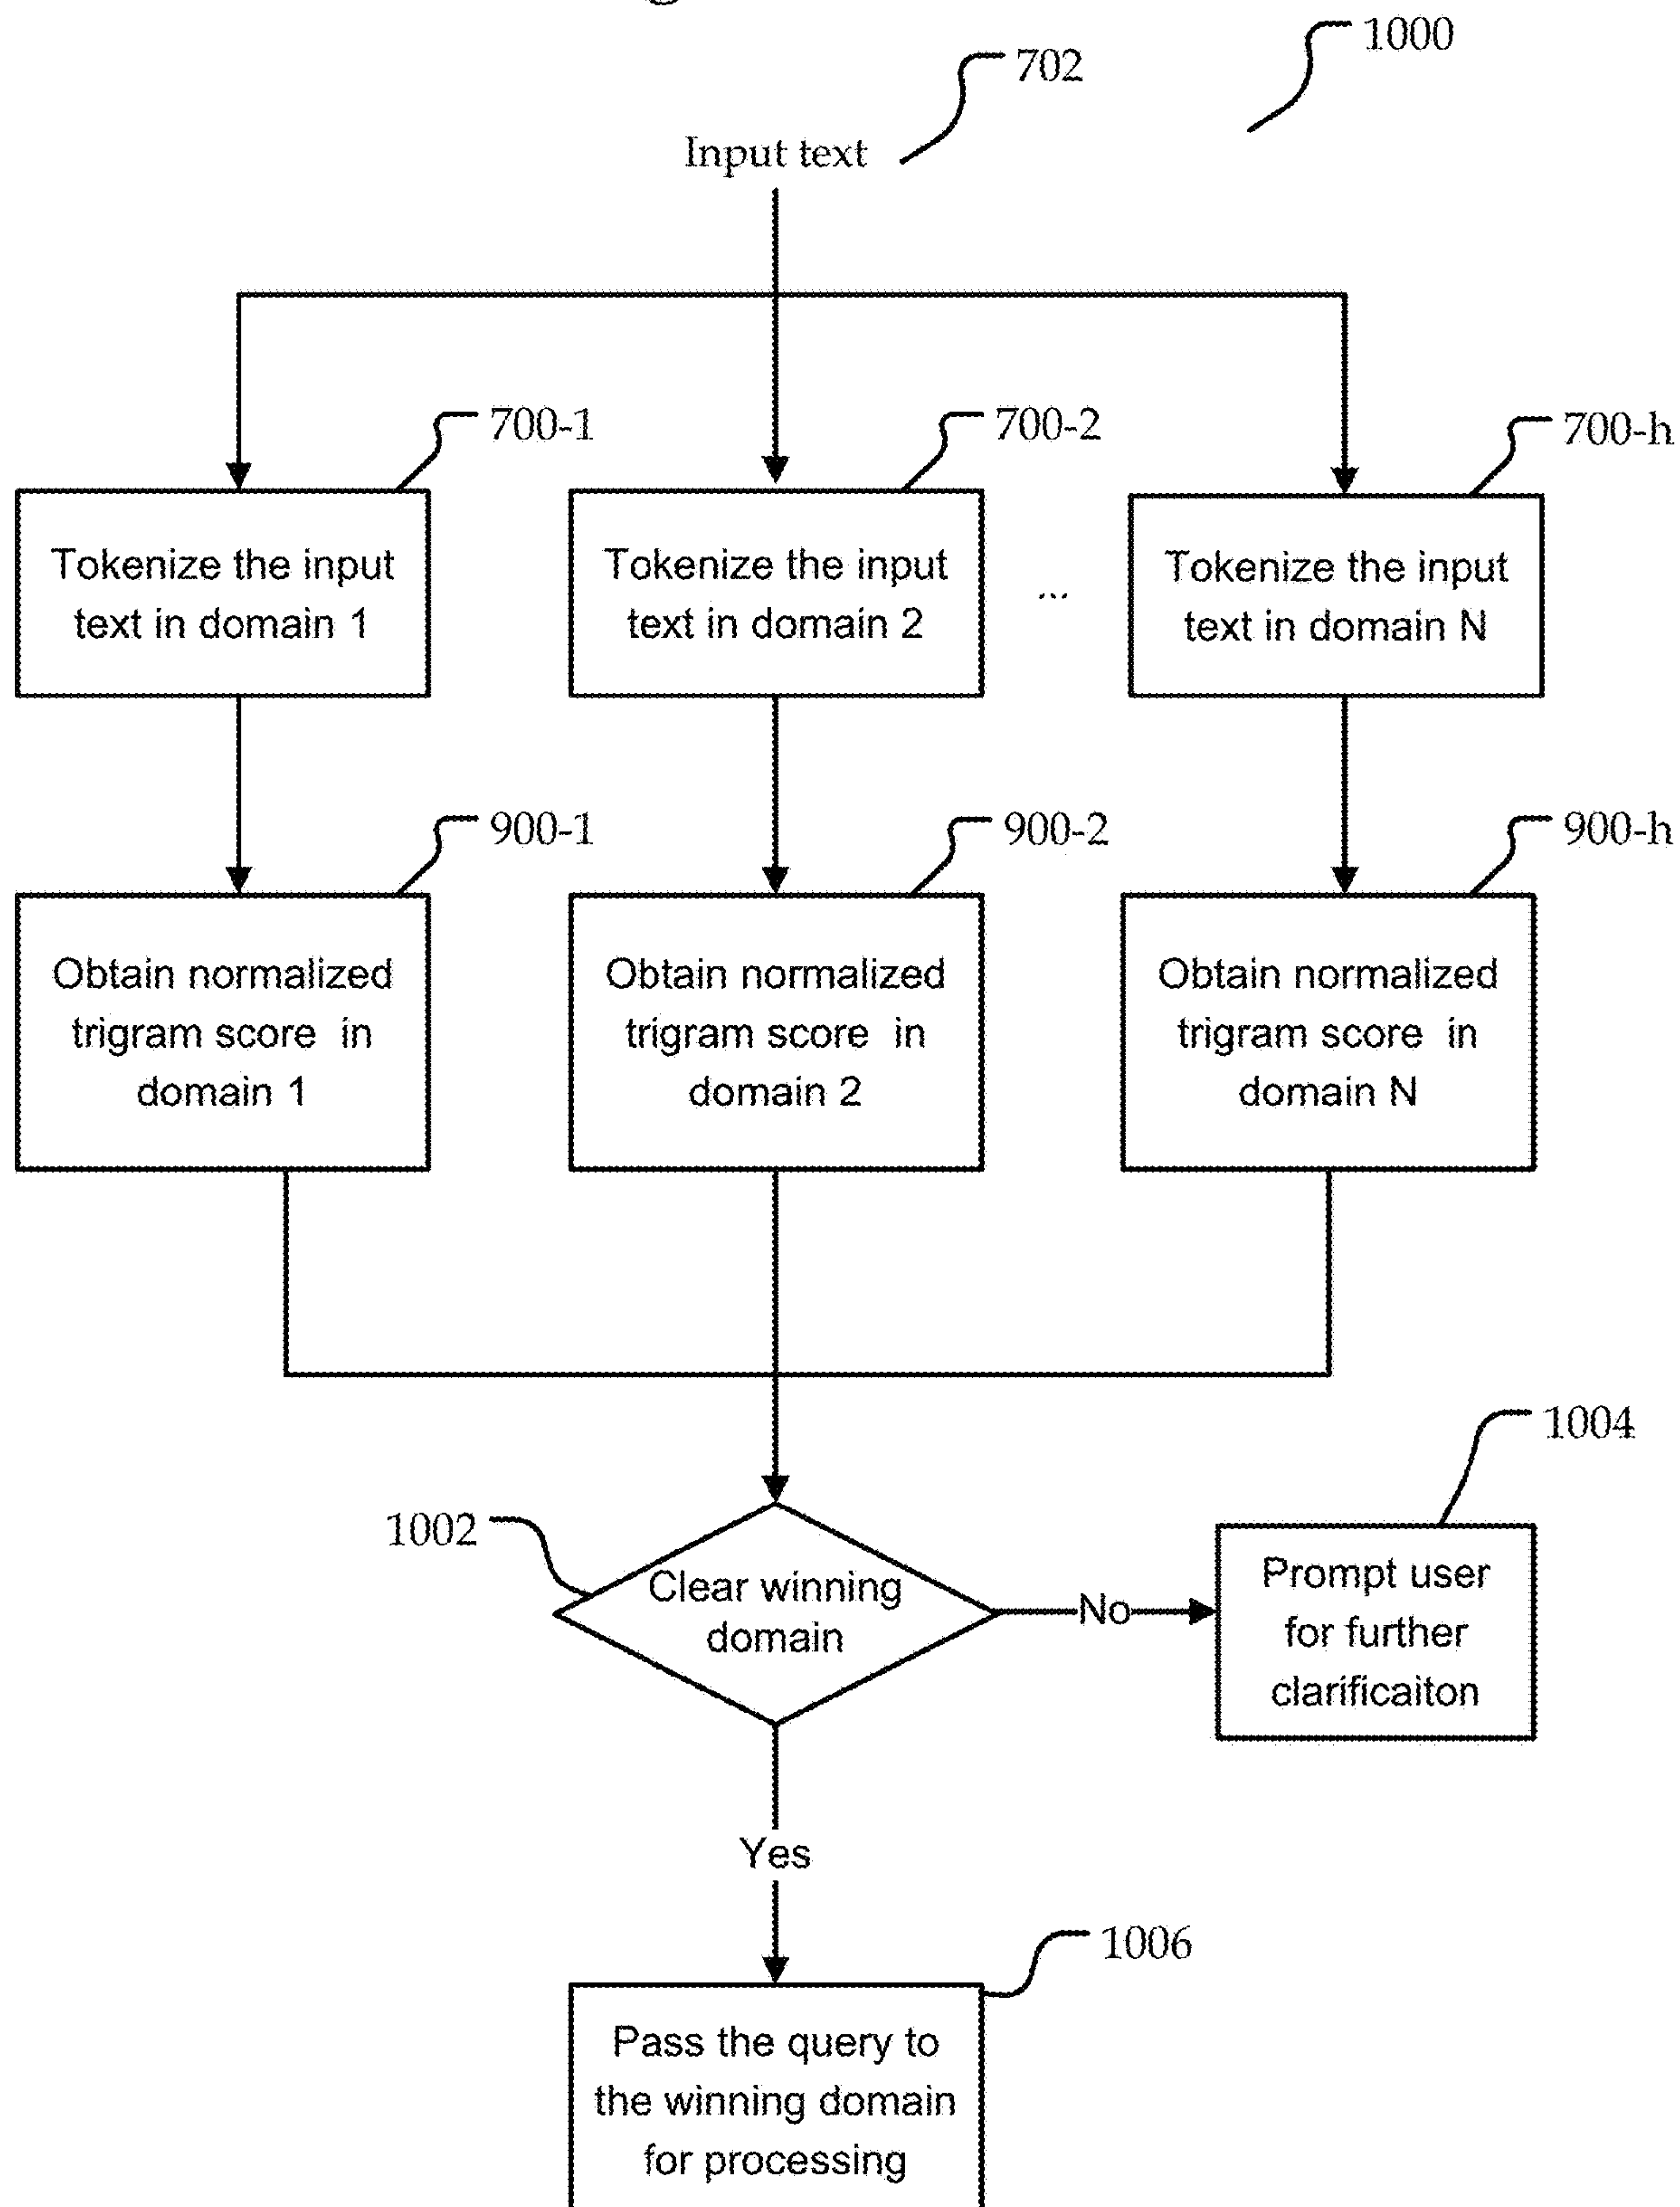 1000
702
Input text
700-1
700-2
700-h
Tokenize the input
text in domain 1
Tokenize the input
text in domain 2
...
Tokenize the input
text in domain N
900-1
900-2
900-h
Obtain normalized
trigram score in
domain 1
Obtain normalized
trigram score in
domain 2
Obtain normalized
trigram score in
domain N
1004
1002
Clear winning
domain
No
Prompt user
for further
clarificaiton
Yes
1006
Pass the query to
the winning domain
for processing